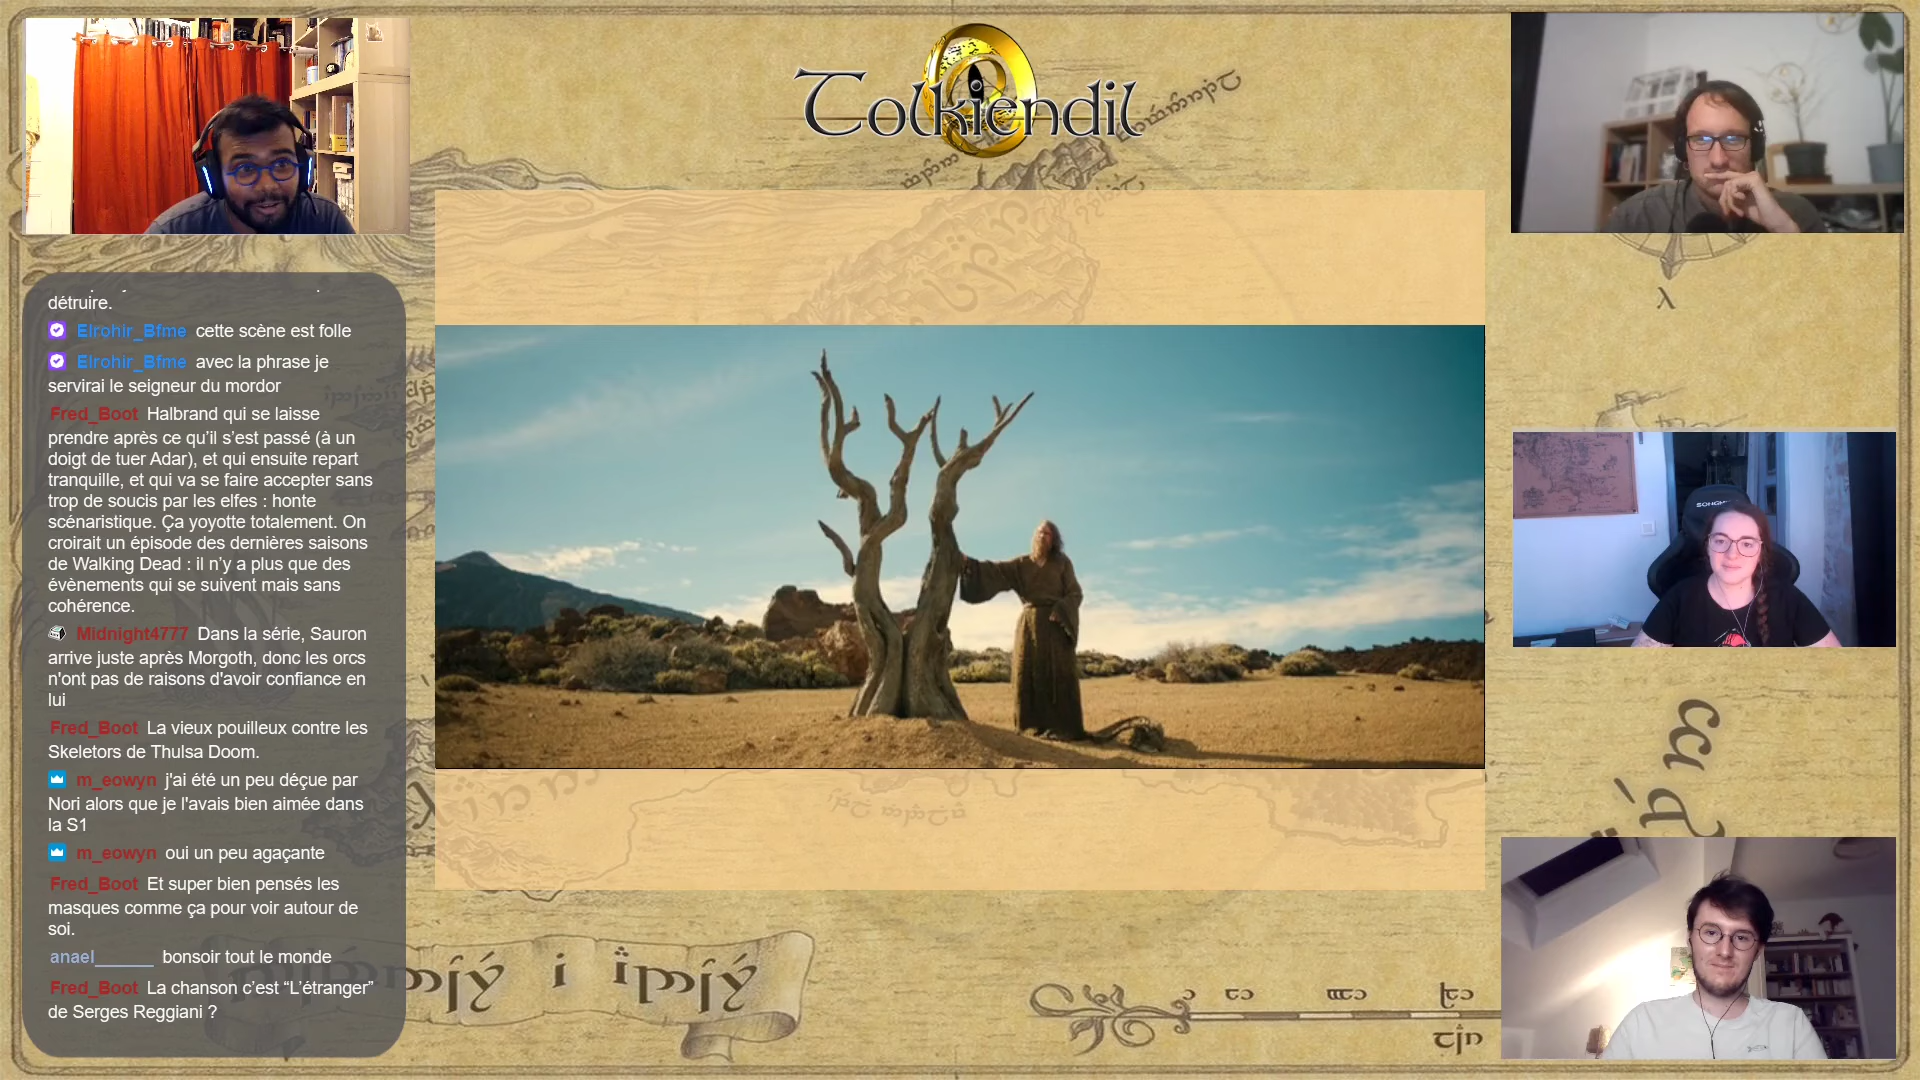 Tolkiendil
détruire.
Elrohir_Bfme cette scène est folle
Elrohir_Bfme avec la phrase je
servirai le seigneur du mordor
Fred_Boot Halbrand qui se laisse
prendre après ce qu'il s'est passé (à un
doigt de tuer Adar), et qui ensuite repart
tranquille, et qui va se faire accepter sans
trop de soucis par les elfes : honte
scénaristique. Ça yoyotte totalement. On
croirait un épisode des dernières saisons
de Walking Dead : il n'y a plus que des
évènements qui se suivent mais sans
cohérence.
Midnight4777 Dans la série, Sauron
arrive juste après Morgoth, donc les orcs
n'ont pas de raisons d'avoir confiance en
lui
Fred_Boot La vieux pouilleux contre les
Skeletors de Thulsa Doom.
m_eowyn j'ai été un peu déçue par
Nori alors que je l'avais bien aimée dans
la S1
m_eowyn oui un peu agaçante
Fred_Boot Et super bien pensés les
masques comme ça pour voir autour de
soi.
anael______ bonsoir tout le monde
Fred_Boot La chanson c'est “L'étranger”
de Serges Reggiani ?